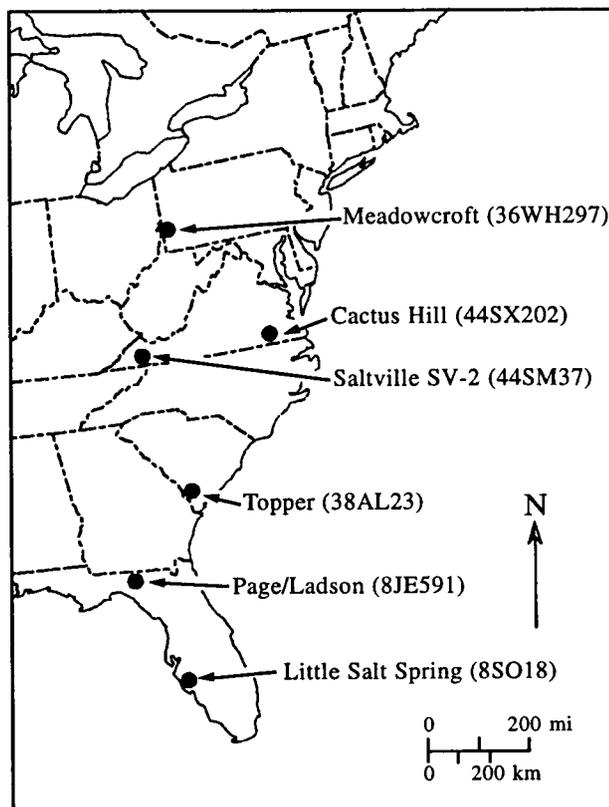 Meadowcroft (36WH297)
Cactus Hill (44SX202)
Saltville SV-2 (44SM37)
Topper (38AL23)
N
Page/Ladson (8JE591)
Little Salt Spring (8SO18)
0 200 mi
0 200 km